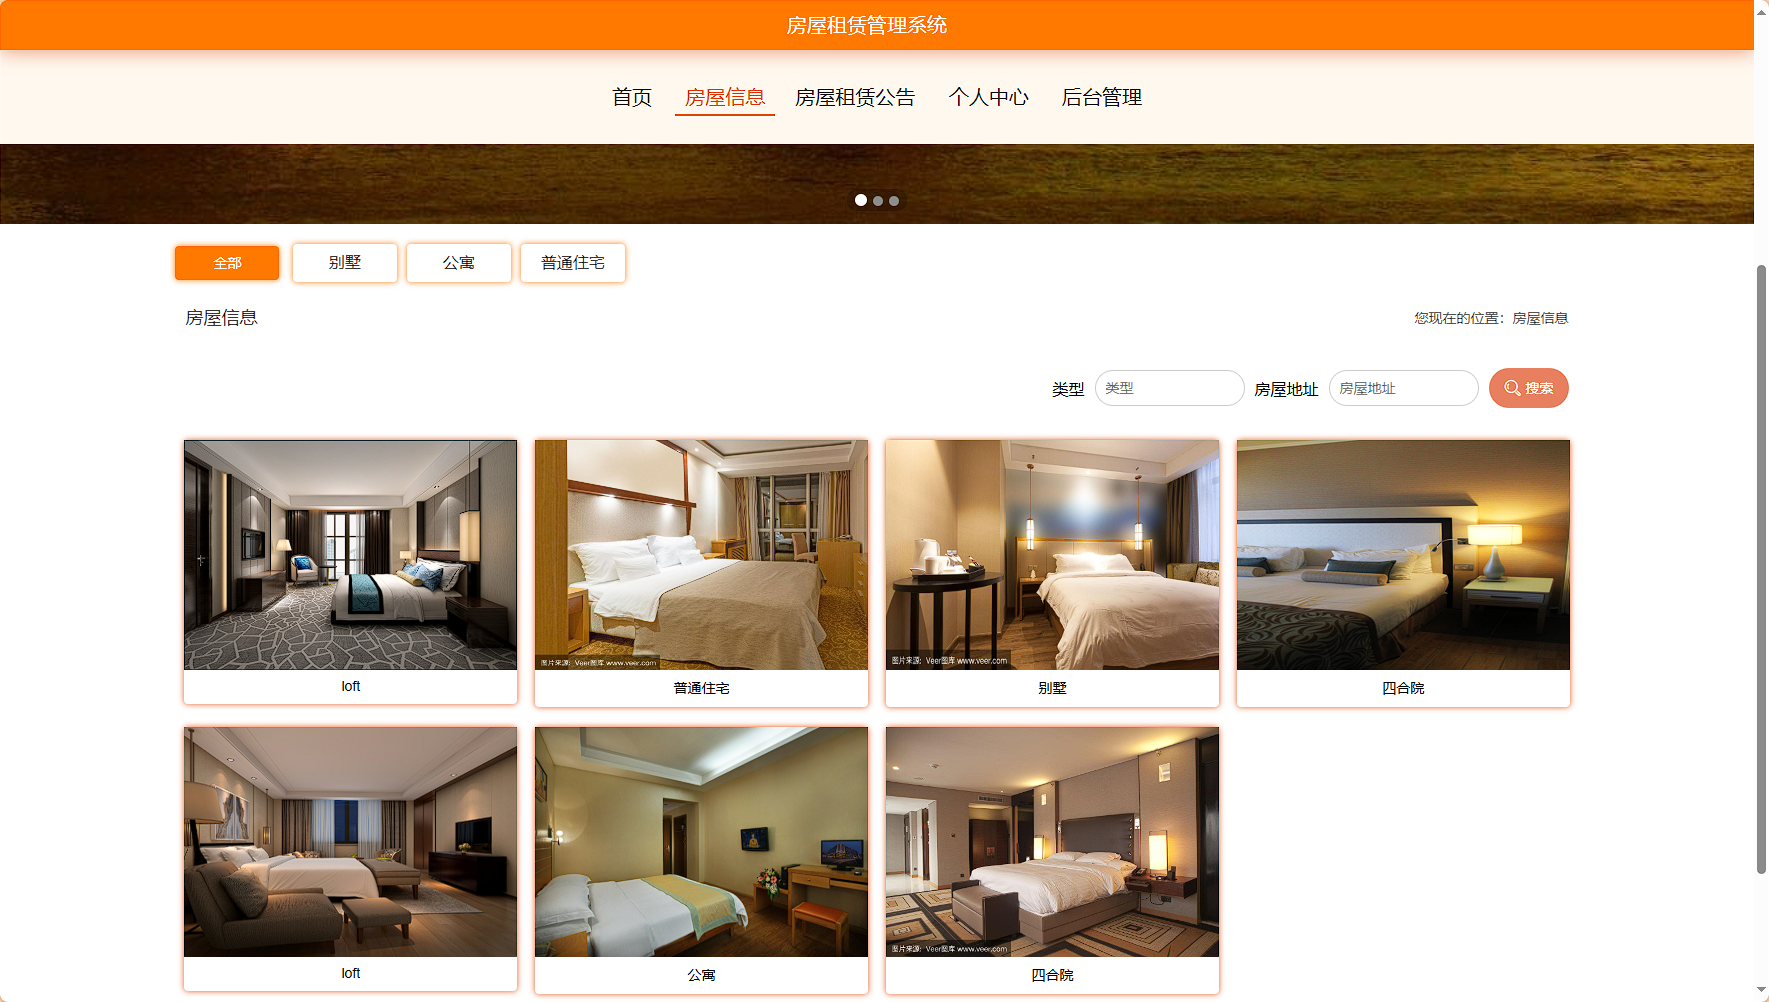 房屋租赁管理系统
首页 房屋信息 房屋租赁公告 个人中心 后台管理
全部 别墅 公寓 普通住宅
房屋信息 您现在的位置：房屋信息
类型 类型 房屋地址 房屋地址 搜索
图片来源：Veer图库 www.veer.com
图片来源：Veer图库 www.veer.com
loft 普通住宅 别墅 四合院
图片来源：Veer图库 www.veer.com
loft 公寓 四合院